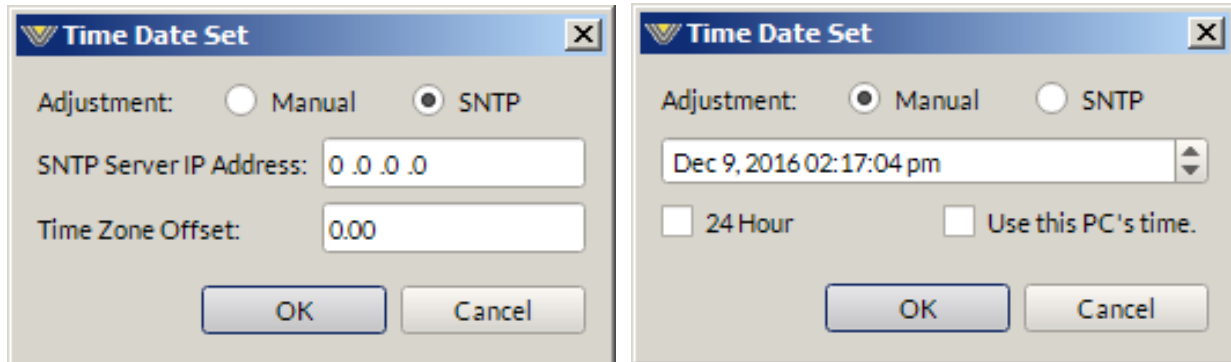 Time Date Set
Adjustment: Manual SNTP
SNTP Server IP Address: 0 .0 .0 .0
Time Zone Offset: 0.00
OK Cancel
Time Date Set
Adjustment: Manual SNTP
Dec 9, 2016 02:17:04 pm
24 Hour Use this PC's time.
OK Cancel